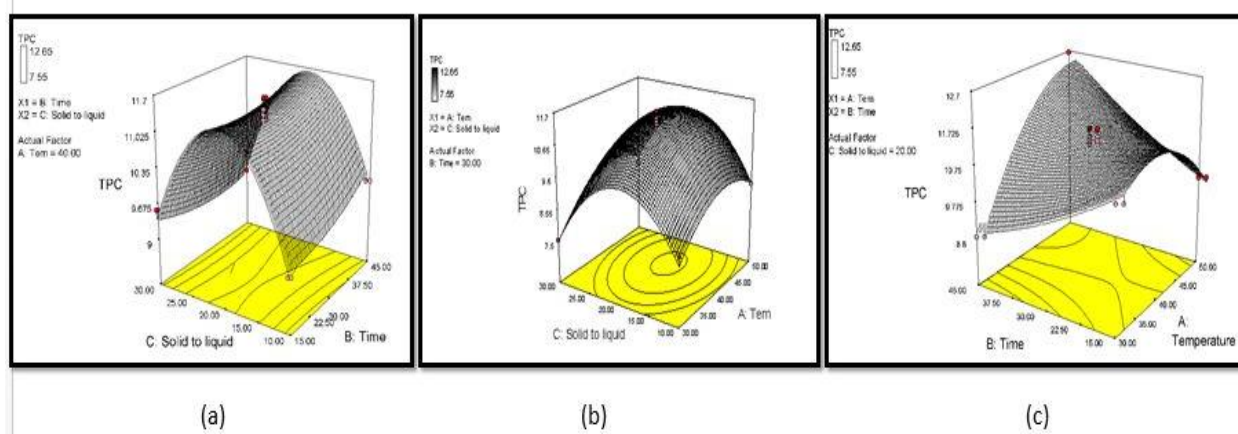 TPC
12.65
7.55
X1 = B: Time
X2 = C: Solid to liquid
Actual Factor
A: Tem = 40.00
11.7
11.025
10.35
9.675
9
TPC
30.00
25.00
20.00
15.00
10.00
C: Solid to liquid
15.00
22.50
30.00
37.50
45.00
B: Time
(a)
TPC
12.65
7.55
X1 = A: Tem
X2 = C: Solid to liquid
Actual Factor
B: Time = 30.00
11.7
10.65
9.6
8.55
7.5
TPC
30.00
25.00
20.00
15.00
10.00
C: Solid to liquid
30.00
35.00
40.00
45.00
50.00
A: Tem
(b)
TPC
12.65
7.55
X1 = A: Tem
X2 = B: Time
Actual Factor
C: Solid to liquid = 20.00
12.7
11.725
10.75
9.775
8.8
TPC
45.00
37.50
30.00
22.50
15.00
B: Time
35.00
40.00
45.00
50.00
A:
Temperature
(c)